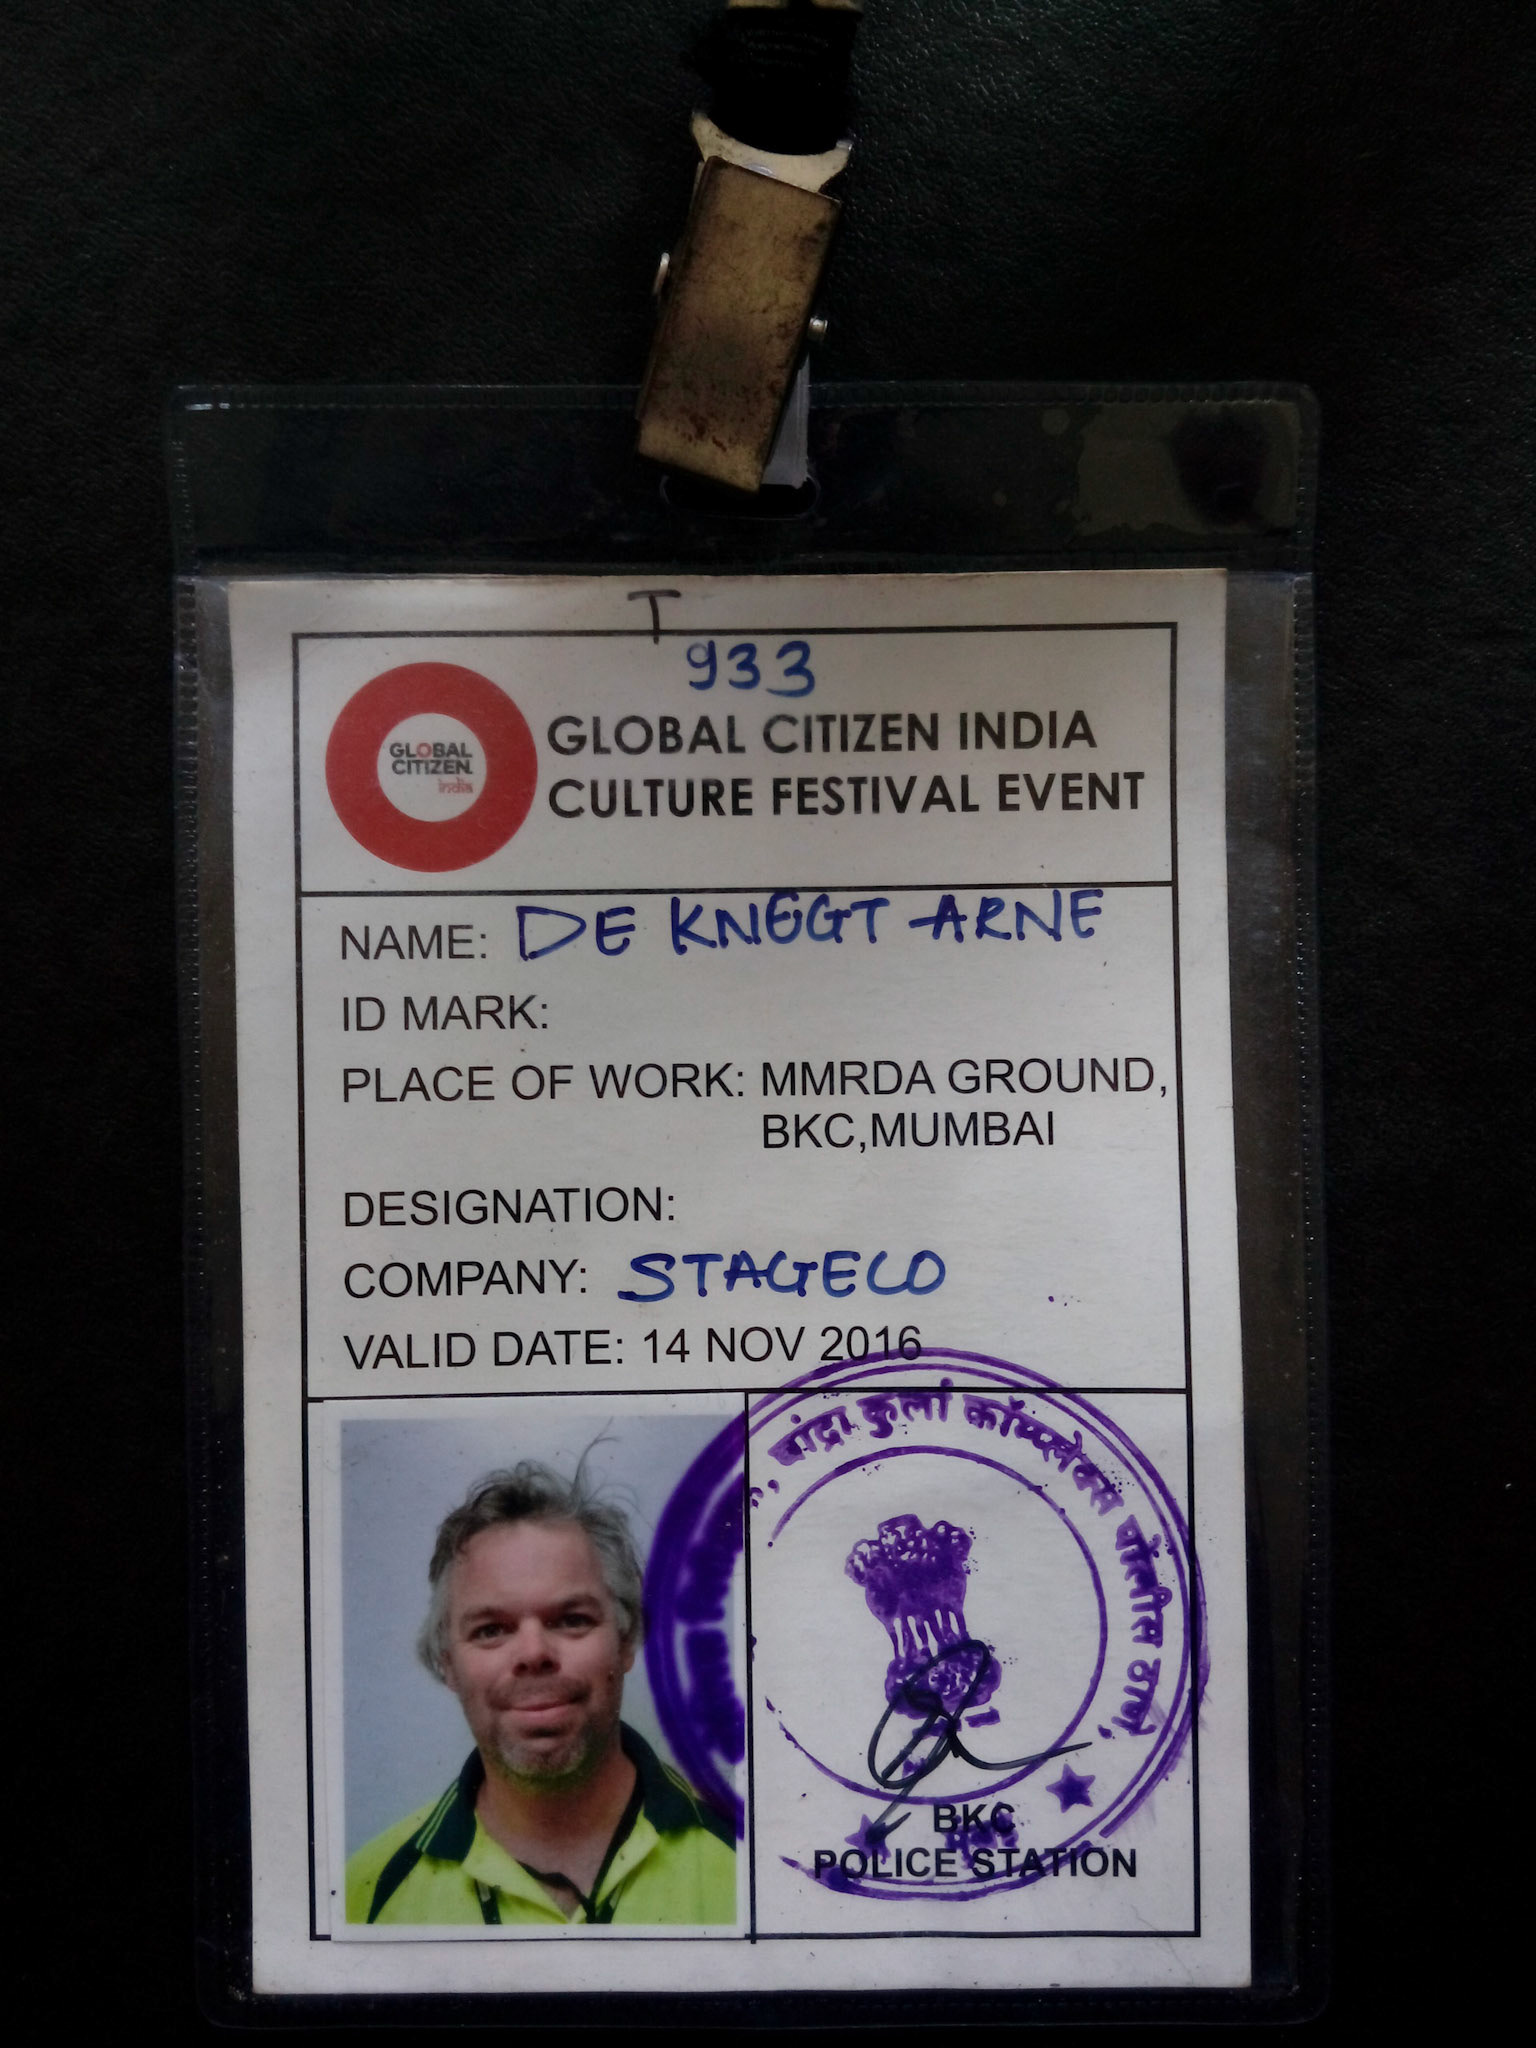 T
933
GLOBAL
CITIZEN.
india
GLOBAL CITIZEN INDIA
CULTURE FESTIVAL EVENT
NAME: DE KNEGT ARNE
ID MARK:
PLACE OF WORK: MMRDA GROUND,
BKC,MUMBAI
DESIGNATION:
COMPANY: STAGECO
VALID DATE: 14 NOV 2016
बांद्रा कुर्ला कॉम्प्लेक्स पोलीस ठाणे,
BKC
POLICE STATION